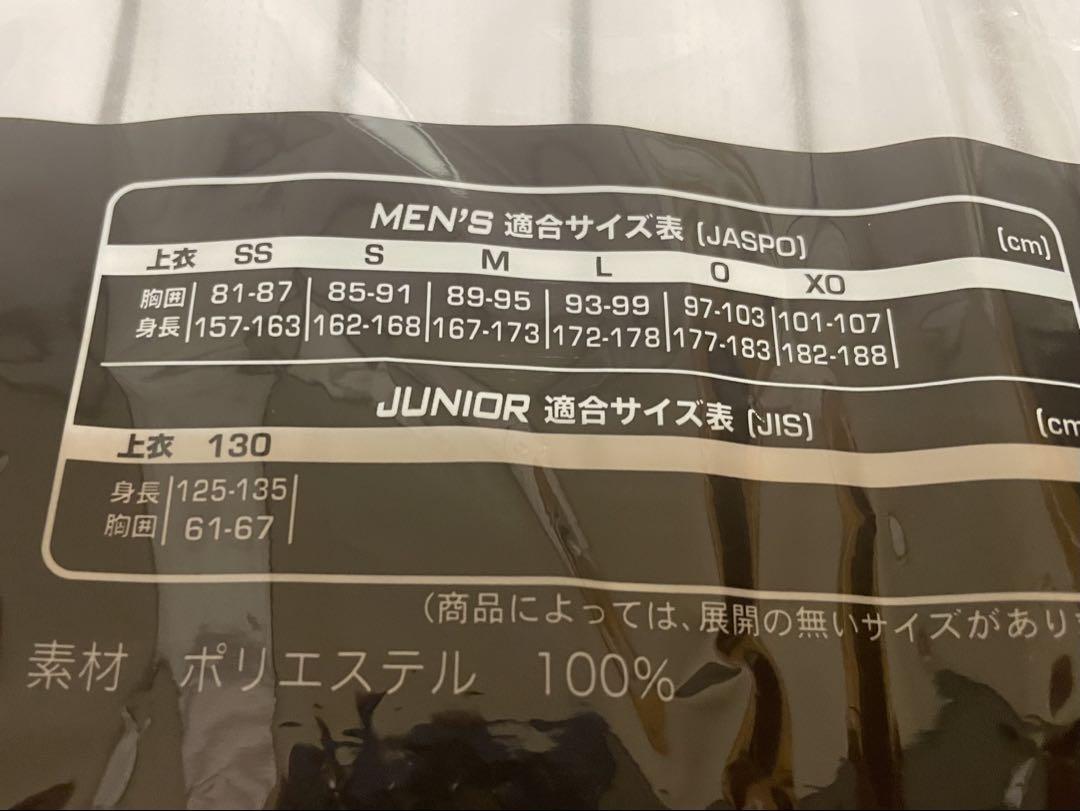 MEN'S 適合サイズ表 [JASPO] [cm]
上衣 SS S M L O XO
胸囲 81-87 85-91 89-95 93-99 97-103 101-107
身長 157-163 162-168 167-173 172-178 177-183 182-188
JUNIOR 適合サイズ表 [JIS] [cm
上衣 130
身長 125-135
胸囲 61-67
(商品によっては、展開の無いサイズがあり
素材 ポリエステル 100%